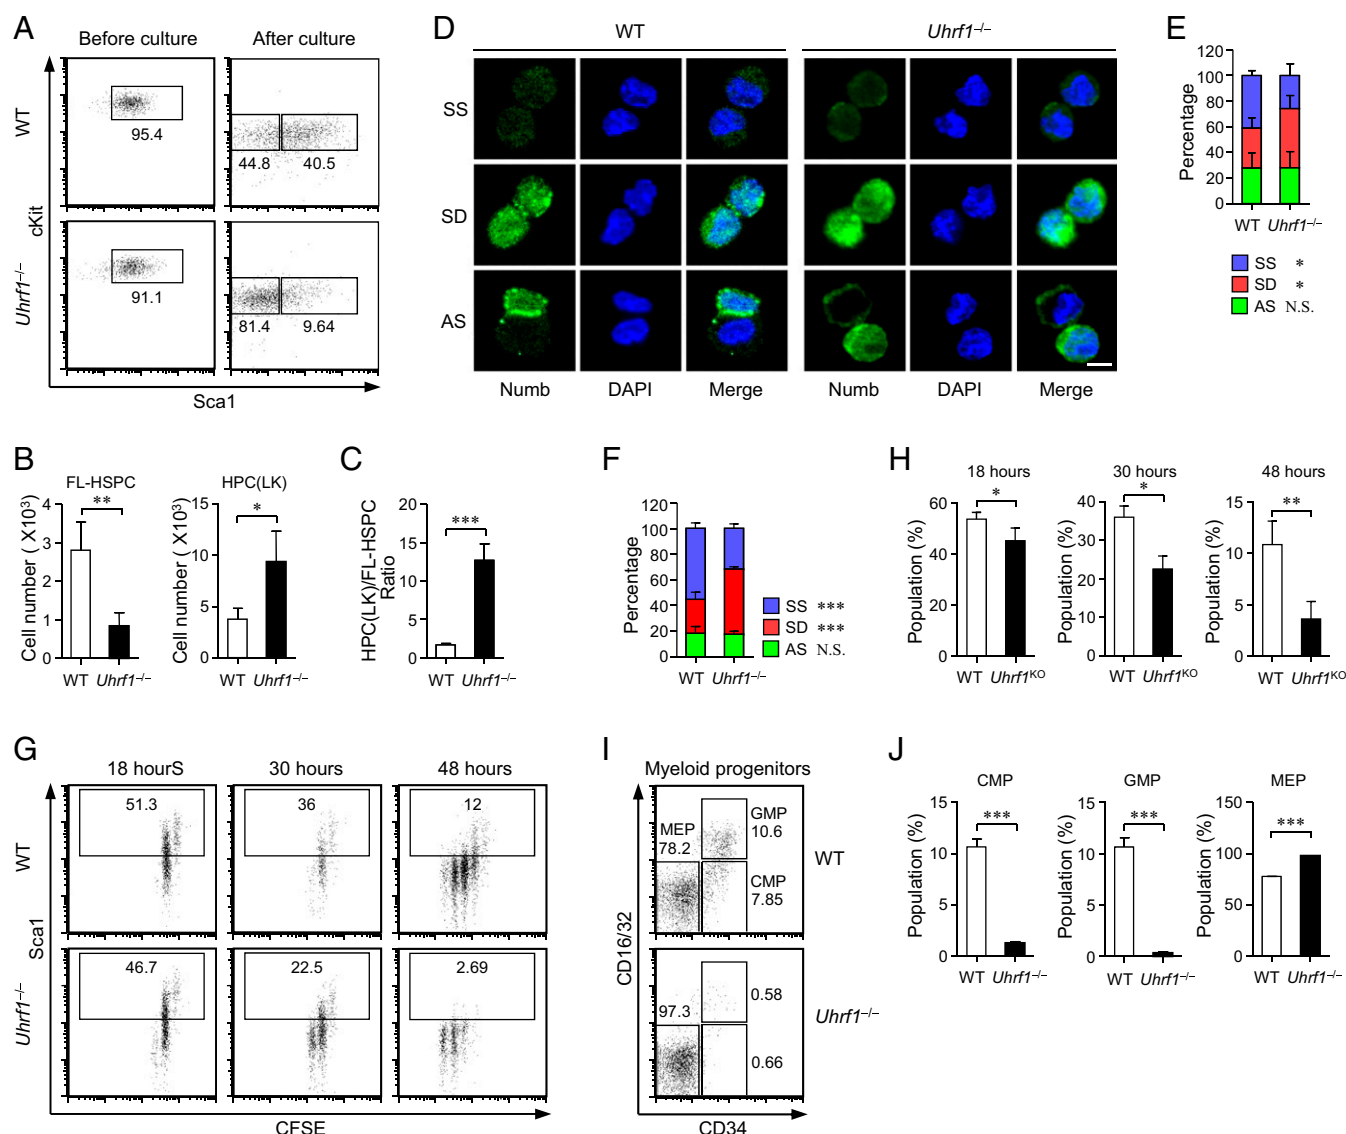 A
Before culture
After culture
WT
95.4
44.8
40.5
cKit
Uhrf1–/–
91.1
81.4
9.64
Sca1
D
WT
Uhrf1–/–
SS
SD
AS
Numb
DAPI
Merge
Numb
DAPI
Merge
E
120
100
80
60
40
20
0
Percentage
WT Uhrf1–/–
SS *
SD *
AS N.S.
B
FL-HSPC
Cell number ( X10³)
4
3
2
1
0
**
WT Uhrf1–/–
HPC(LK)
Cell number ( X10³)
15
10
5
0
*
WT Uhrf1–/–
C
HPC(LK)/FL-HSPC
Ratio
20
15
10
5
0
***
WT Uhrf1–/–
F
120
100
80
60
40
20
0
Percentage
WT Uhrf1–/–
SS ***
SD ***
AS N.S.
H
18 hours
Population (%)
60
40
20
0
*
WT Uhrf1KO
30 hours
Population (%)
40
30
20
10
0
*
WT Uhrf1KO
48 hours
Population (%)
15
10
5
0
**
WT Uhrf1KO
G
18 hourS
30 hours
48 hours
WT
51.3
36
12
Sca1
Uhrf1–/–
46.7
22.5
2.69
CFSE
I
Myeloid progenitors
MEP
78.2
GMP
10.6
CMP
7.85
WT
CD16/32
97.3
0.58
0.66
Uhrf1–/–
CD34
J
CMP
Population (%)
15
10
5
0
***
WT Uhrf1–/–
GMP
Population (%)
15
10
5
0
***
WT Uhrf1–/–
MEP
Population (%)
150
100
50
0
***
WT Uhrf1–/–